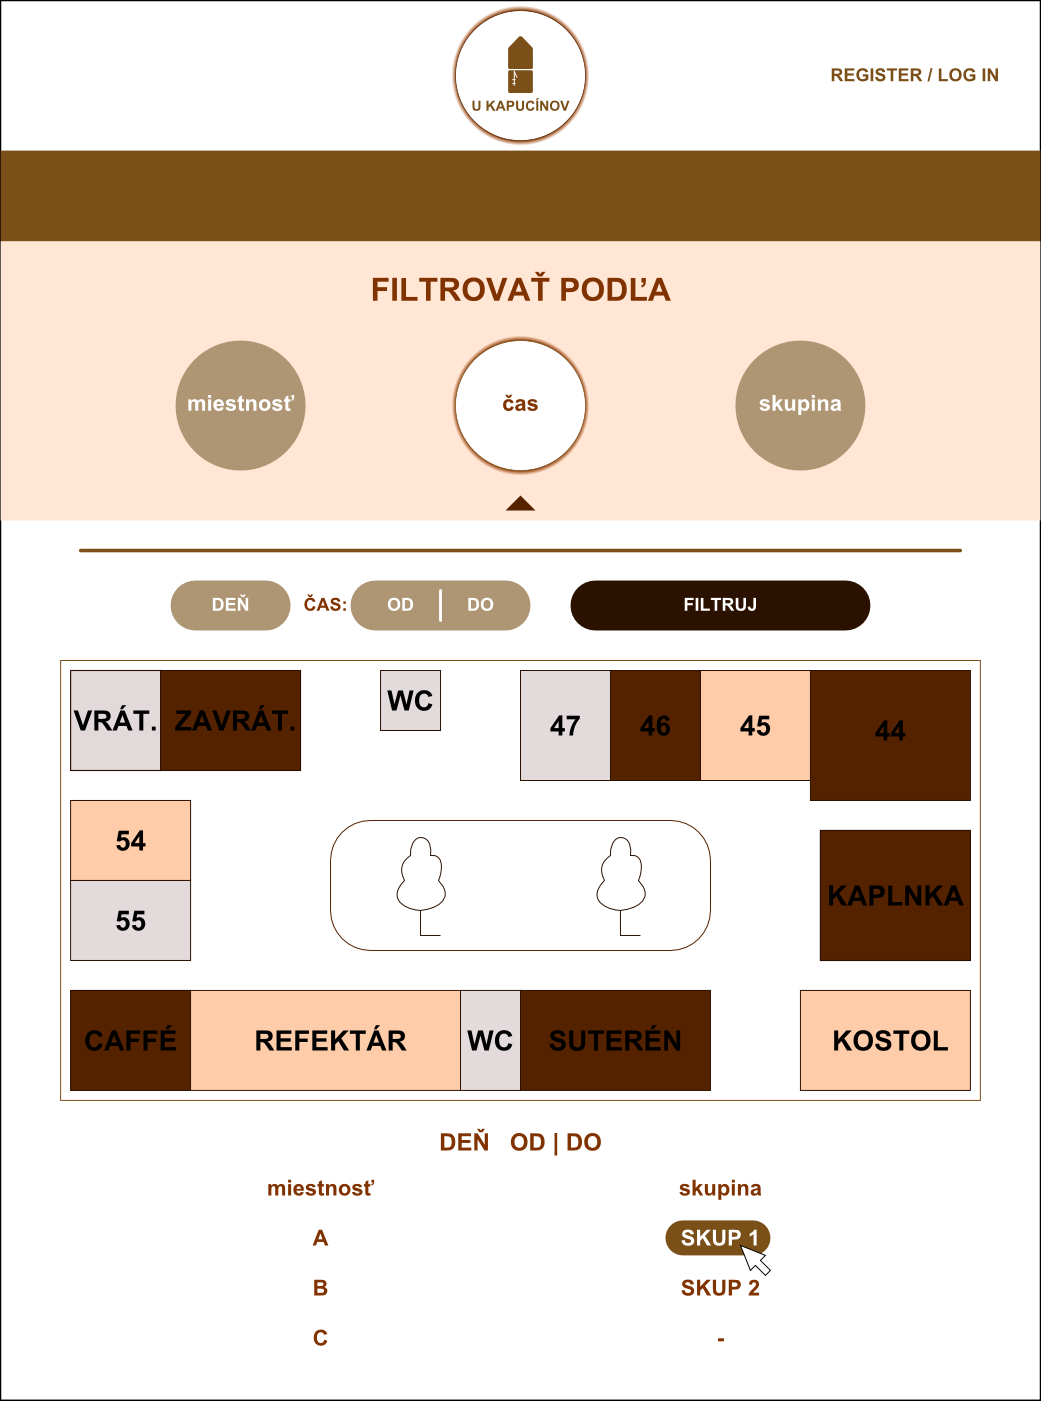 U KAPUCÍNOV
REGISTER / LOG IN
FILTROVAŤ PODĽA
miestnosť
čas
skupina
DEŇ
ČAS:
OD
DO
FILTRUJ
VRÁT.
ZAVRÁT.
WC
47
46
45
44
54
55
KAPLNKA
CAFFÉ
REFEKTÁR
WC
SUTERÉN
KOSTOL
DEŇ OD | DO
miestnosť
skupina
A
SKUP 1
B
SKUP 2
C
-